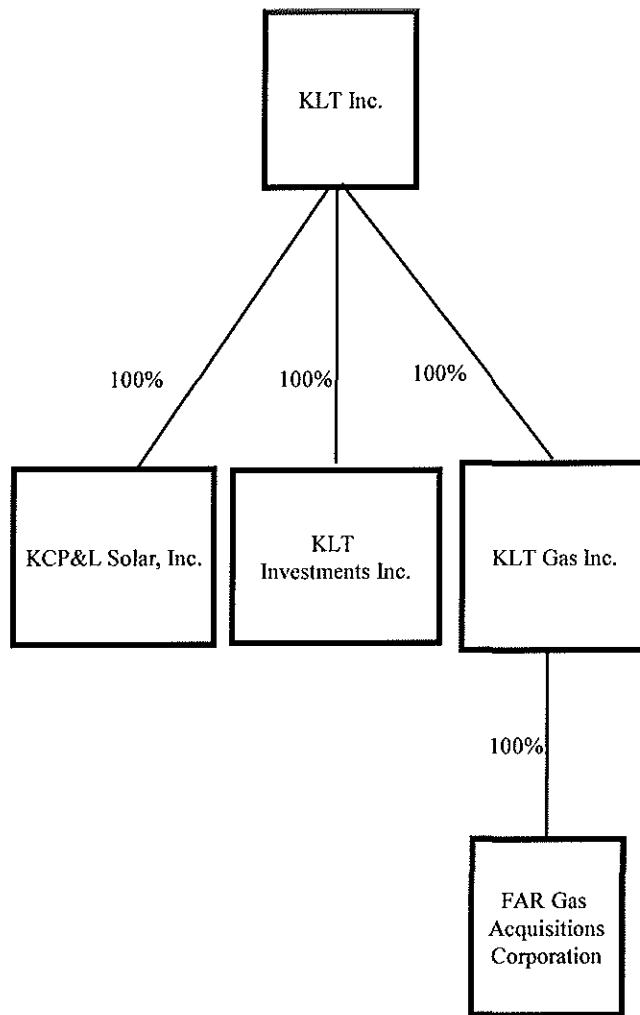 KLT Inc.
100%
100%
100%
KCP&L Solar, Inc.
KLT
Investments Inc.
KLT Gas Inc.
100%
FAR Gas
Acquisitions
Corporation